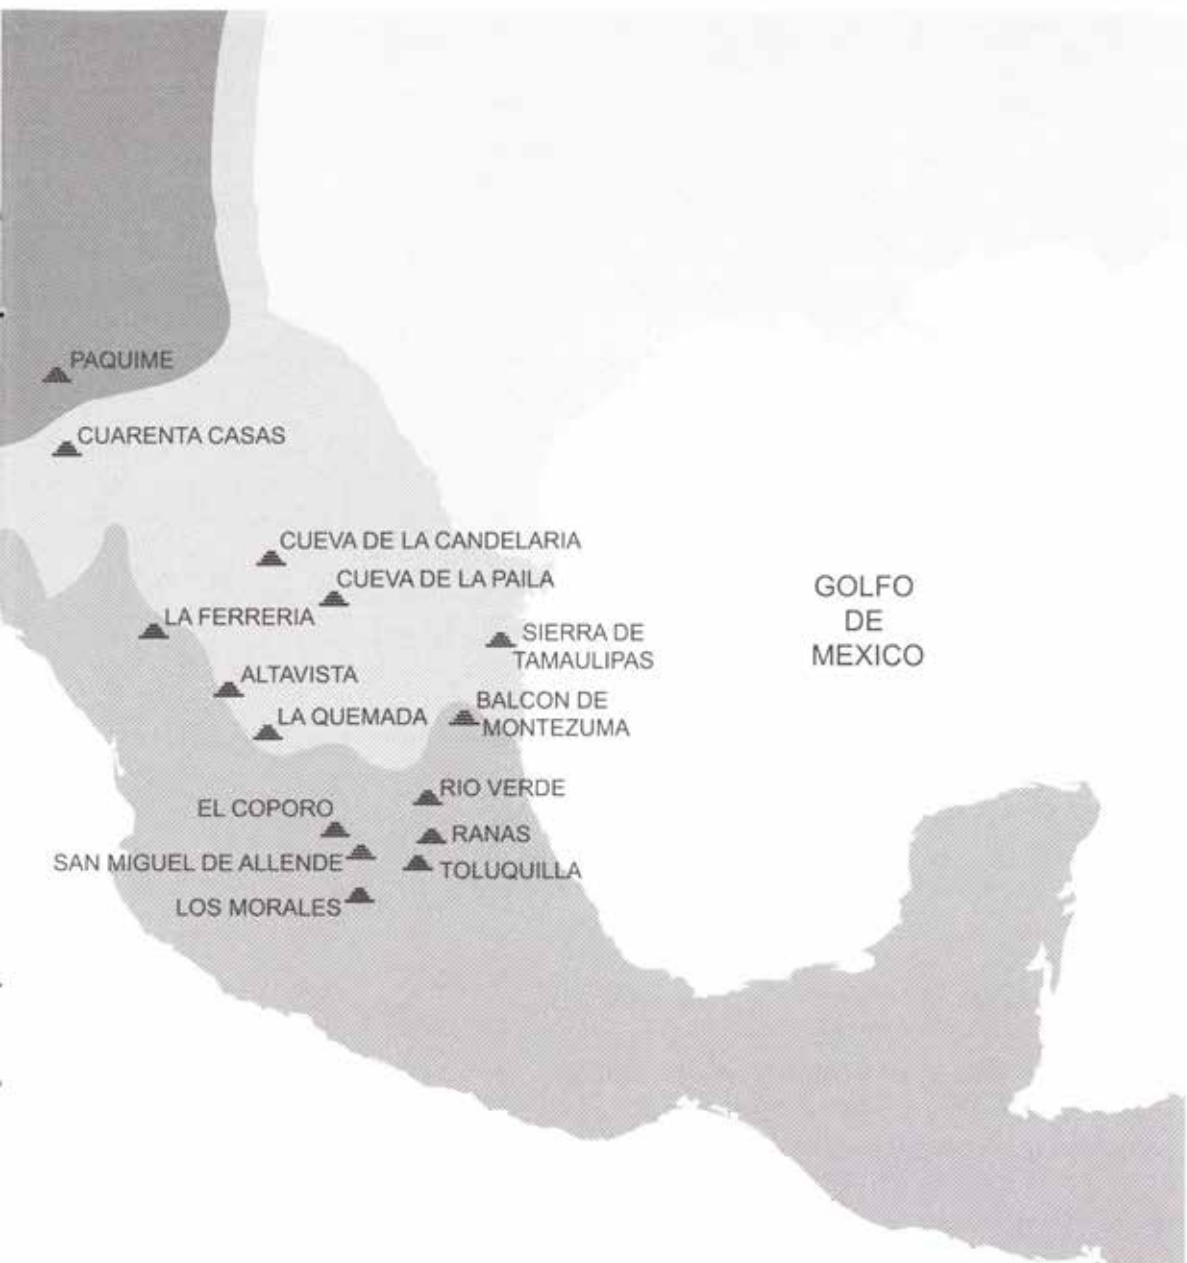 PAQUIME
CUARENTA CASAS
CUEVA DE LA CANDELARIA
CUEVA DE LA PAILA
LA FERRERIA
SIERRA DE
TAMAULIPAS
GOLFO
DE
MEXICO
ALTAVISTA
LA QUEMADA
BALCON DE
MONTEZUMA
RIO VERDE
EL COPORO
RANAS
SAN MIGUEL DE ALLENDE
TOLUQUILLA
LOS MORALES